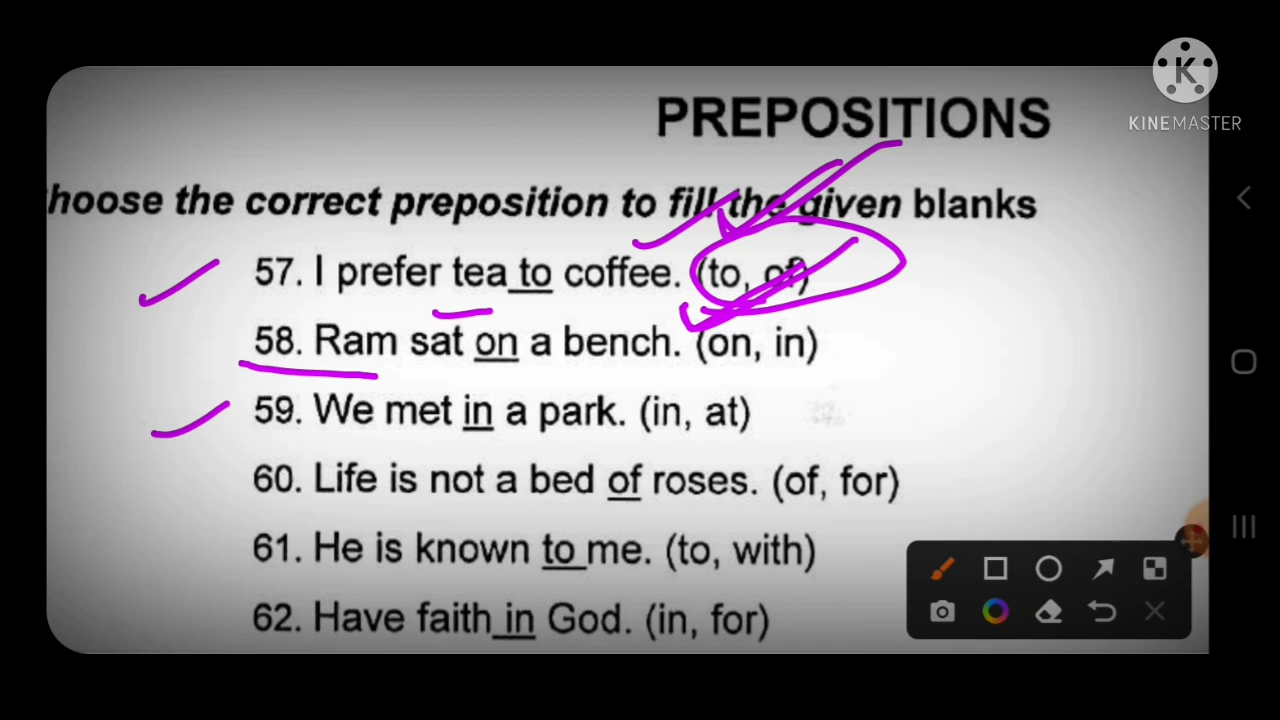 PREPOSITIONS
KINEMASTER
hoose the correct preposition to fill the given blanks
57. I prefer tea to coffee. (to, of)
58. Ram sat on a bench. (on, in)
59. We met in a park. (in, at)
60. Life is not a bed of roses. (of, for)
61. He is known to me. (to, with)
62. Have faith in God. (in, for)